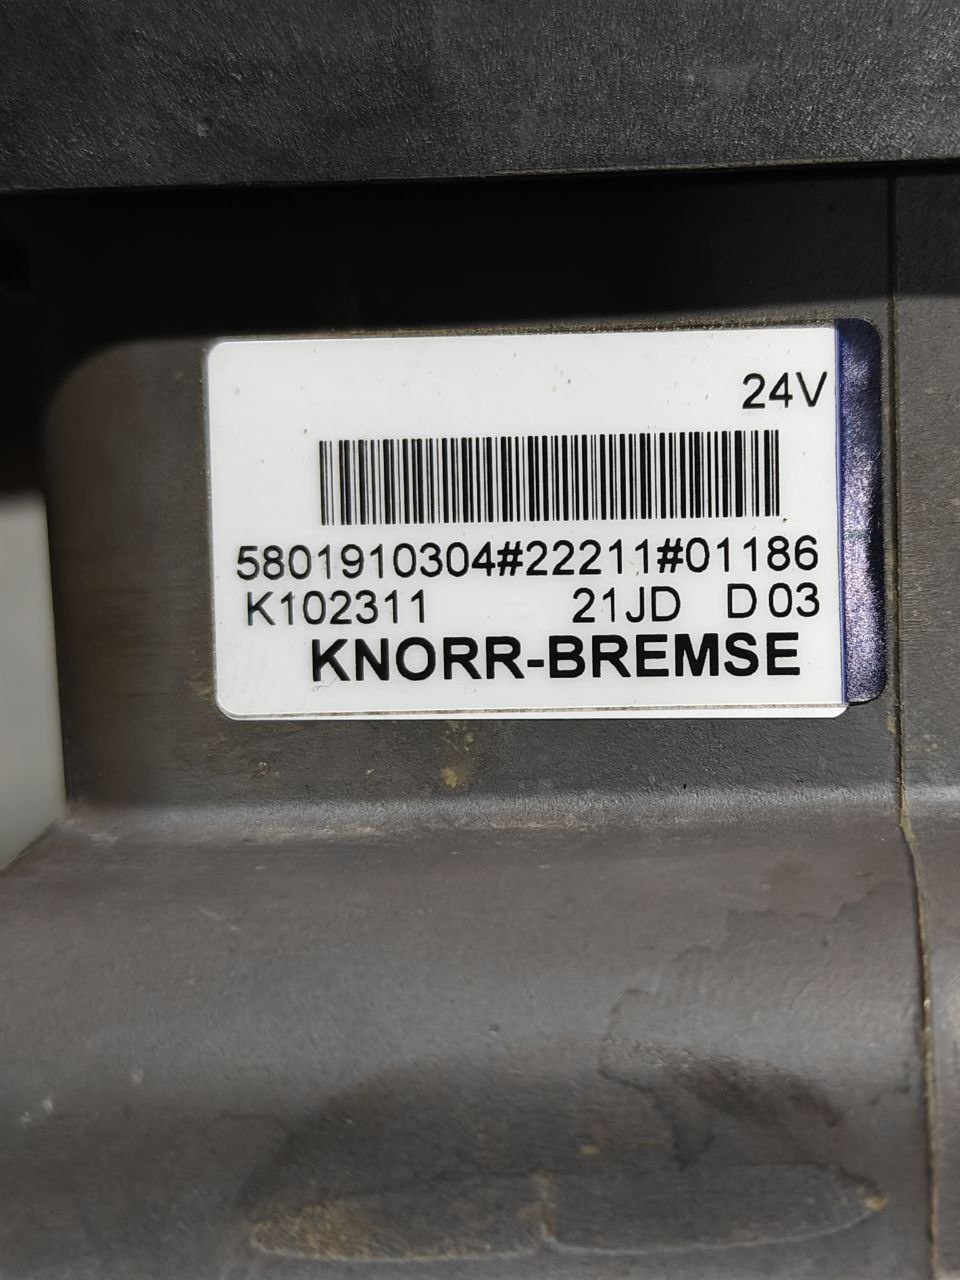 24V
5801910304#22211#01186
K102311 21JD D03
KNORR-BREMSE